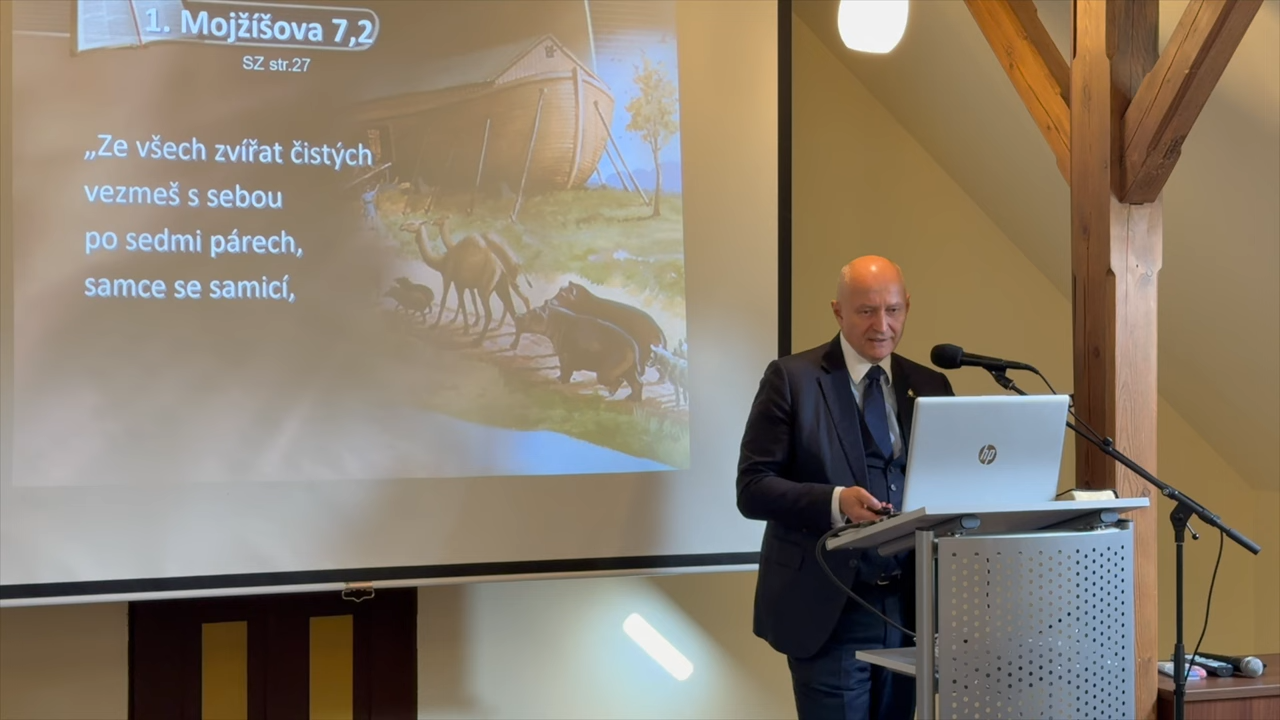 1. Mojžíšova 7,2
SZ str.27
„Ze všech zvířat čistých
vezmeš s sebou
po sedmi párech,
samce se samicí,
hp